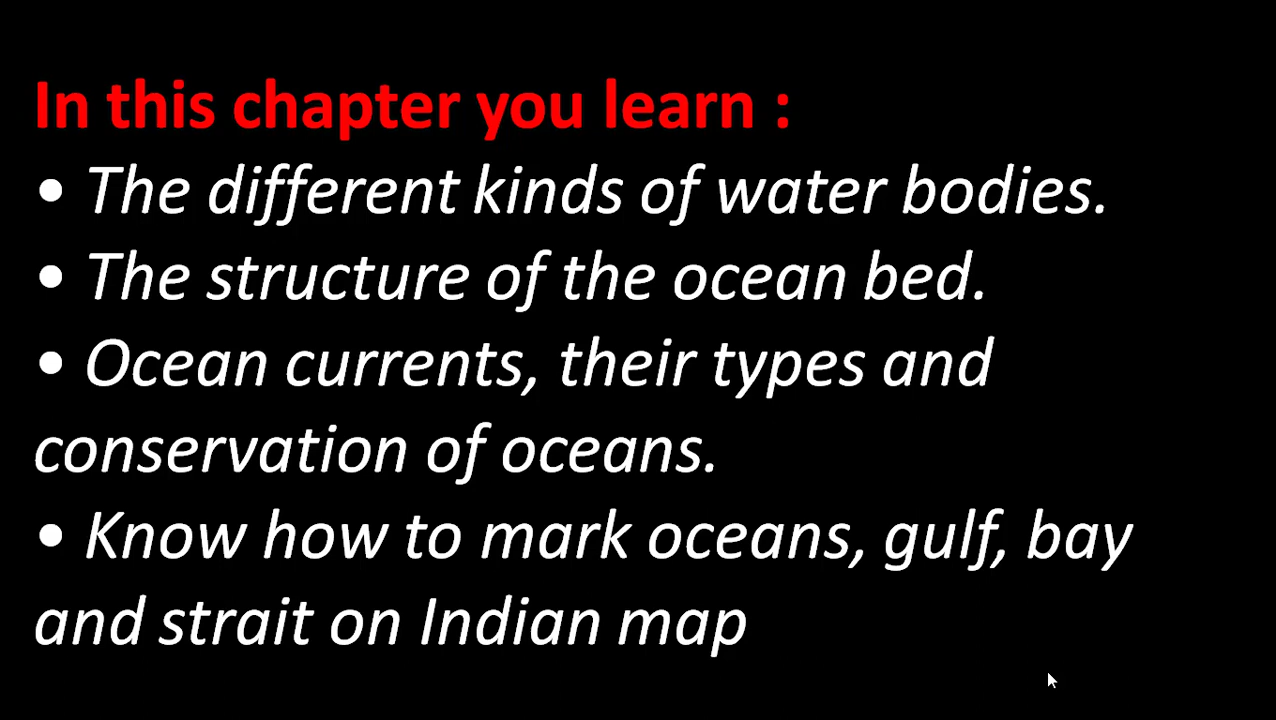 In this chapter you learn :
• The different kinds of water bodies.
• The structure of the ocean bed.
• Ocean currents, their types and
conservation of oceans.
• Know how to mark oceans, gulf, bay
and strait on Indian map